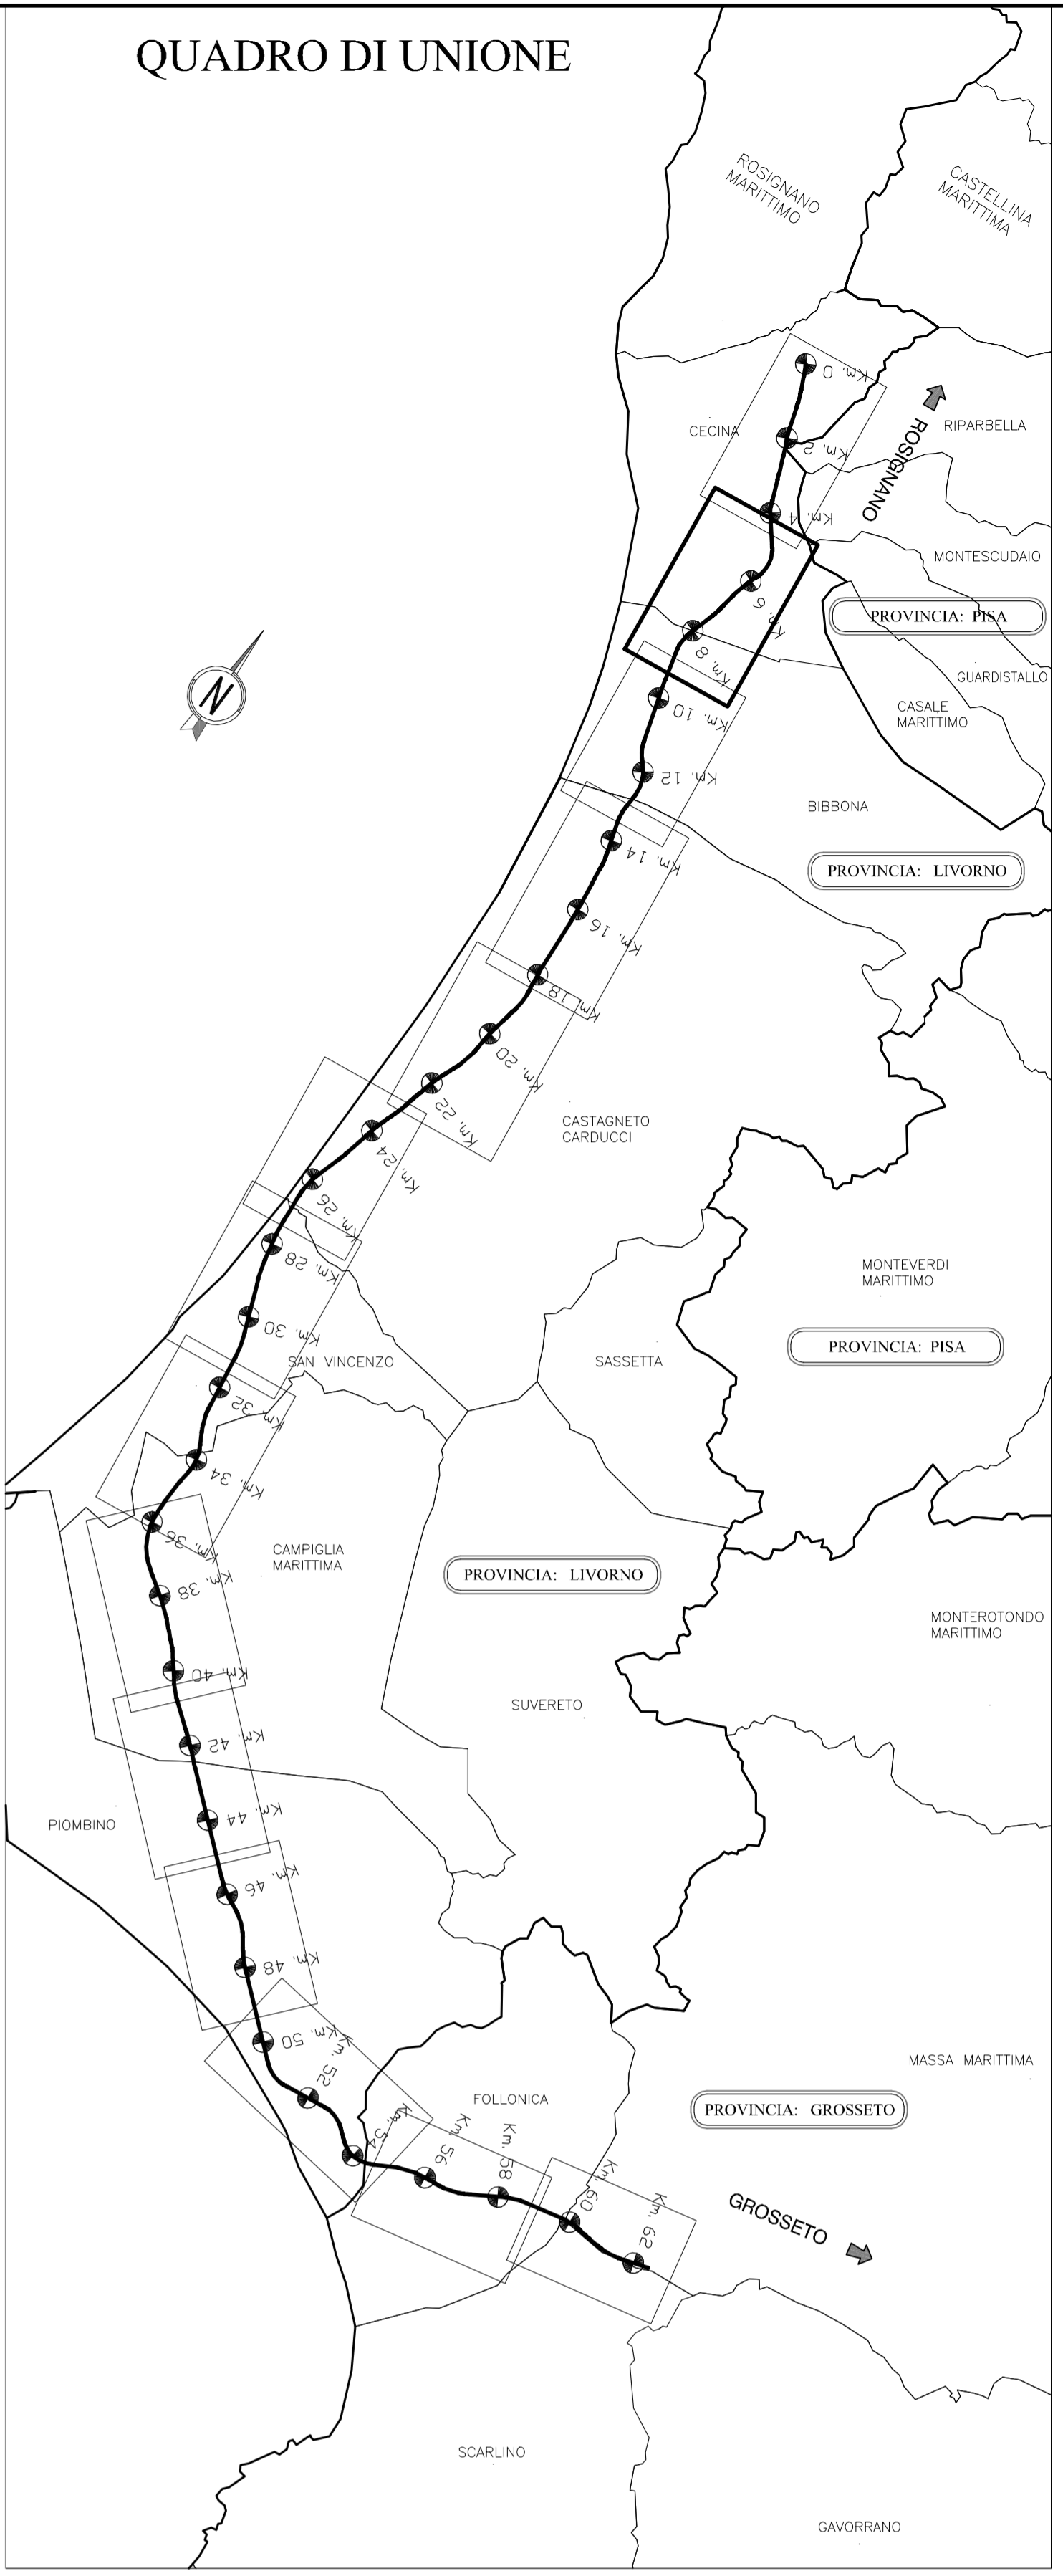 QUADRO DI UNIONE
ROSIGNANO
MARITTIMO
CASTELLINA
MARITTIMA
Km. 0
CECINA
RIPARBELLA
Km. 2
ROSIGNANO
Km. 4
MONTESCUDAIO
Km. 6
PROVINCIA: PISA
Km. 8
GUARDISTALLO
N
CASALE
MARITTIMO
Km. 10
Km. 12
BIBBONA
Km. 14
PROVINCIA: LIVORNO
Km. 16
Km. 18
Km. 20
Km. 22
CASTAGNETO
CARDUCCI
Km. 24
Km. 26
Km. 28
MONTEVERDI
MARITTIMO
Km. 30
PROVINCIA: PISA
SAN VINCENZO
SASSETTA
Km. 32
Km. 34
Km. 36
CAMPIGLIA
MARITTIMA
PROVINCIA: LIVORNO
Km. 38
MONTEROTONDO
MARITTIMO
Km. 40
SUVERETO
Km. 42
Km. 44
PIOMBINO
Km. 46
Km. 48
Km. 50
MASSA MARITTIMA
Km. 52
FOLLONICA
PROVINCIA: GROSSETO
Km. 54
Km. 56
Km. 58
Km. 60
Km. 62
GROSSETO
SCARLINO
GAVORRANO